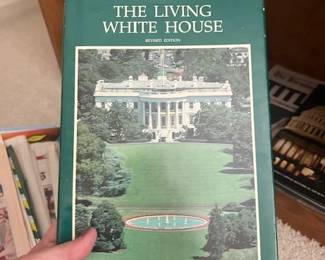 THE LIVING
WHITE HOUSE
REVISED EDITION